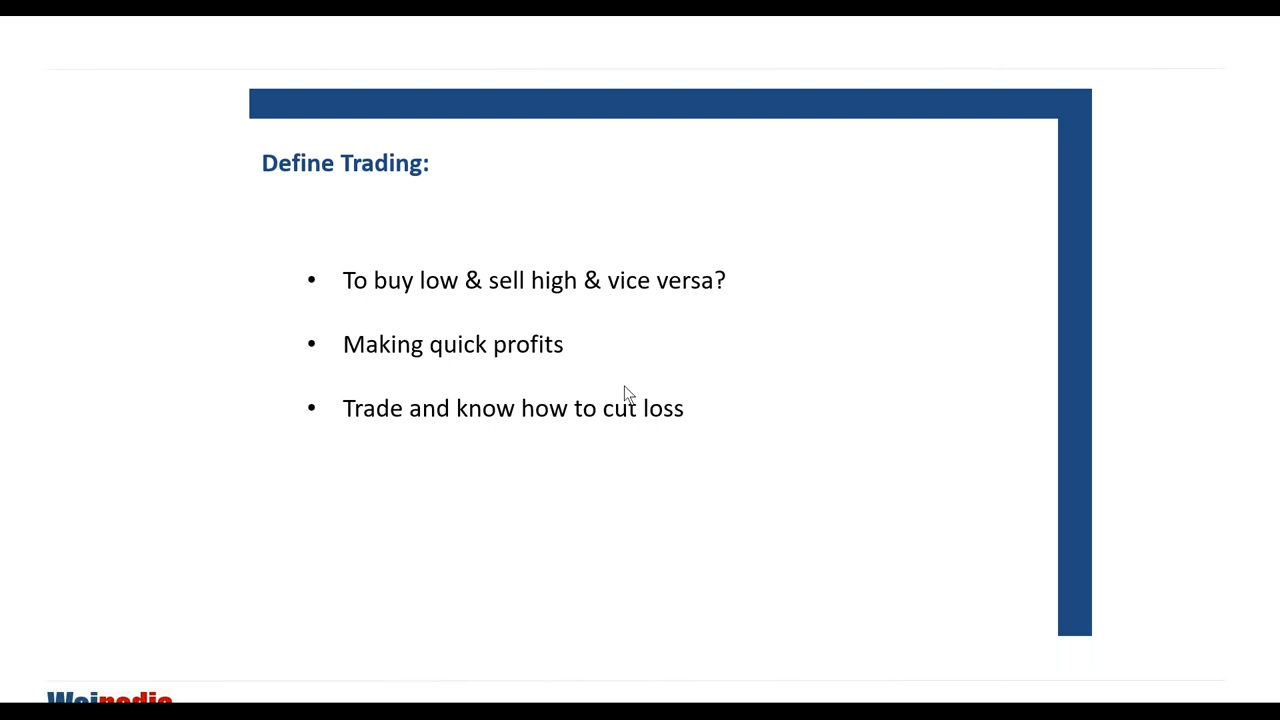 Define Trading:
• To buy low & sell high & vice versa?
• Making quick profits
• Trade and know how to cut loss